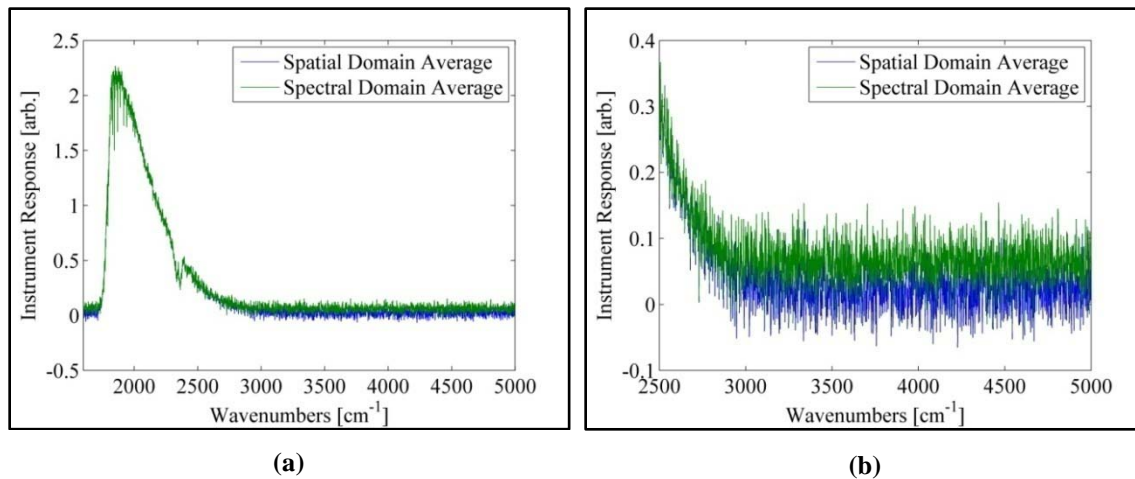 2.5
2
1.5
1
0.5
0
-0.5
Instrument Response [arb.]
Spatial Domain Average
Spectral Domain Average
2000 2500 3000 3500 4000 4500 5000
Wavenumbers [cm-1]
(a)
0.4
0.3
0.2
0.1
0
-0.1
Instrument Response [arb.]
Spatial Domain Average
Spectral Domain Average
2500 3000 3500 4000 4500 5000
Wavenumbers [cm-1]
(b)